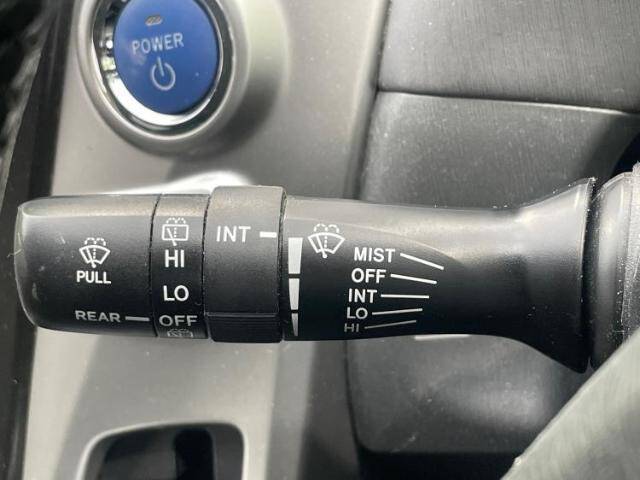 POWER
PULL
REAR
HI
LO
OFF
INT
MIST
OFF
INT
LO
HI